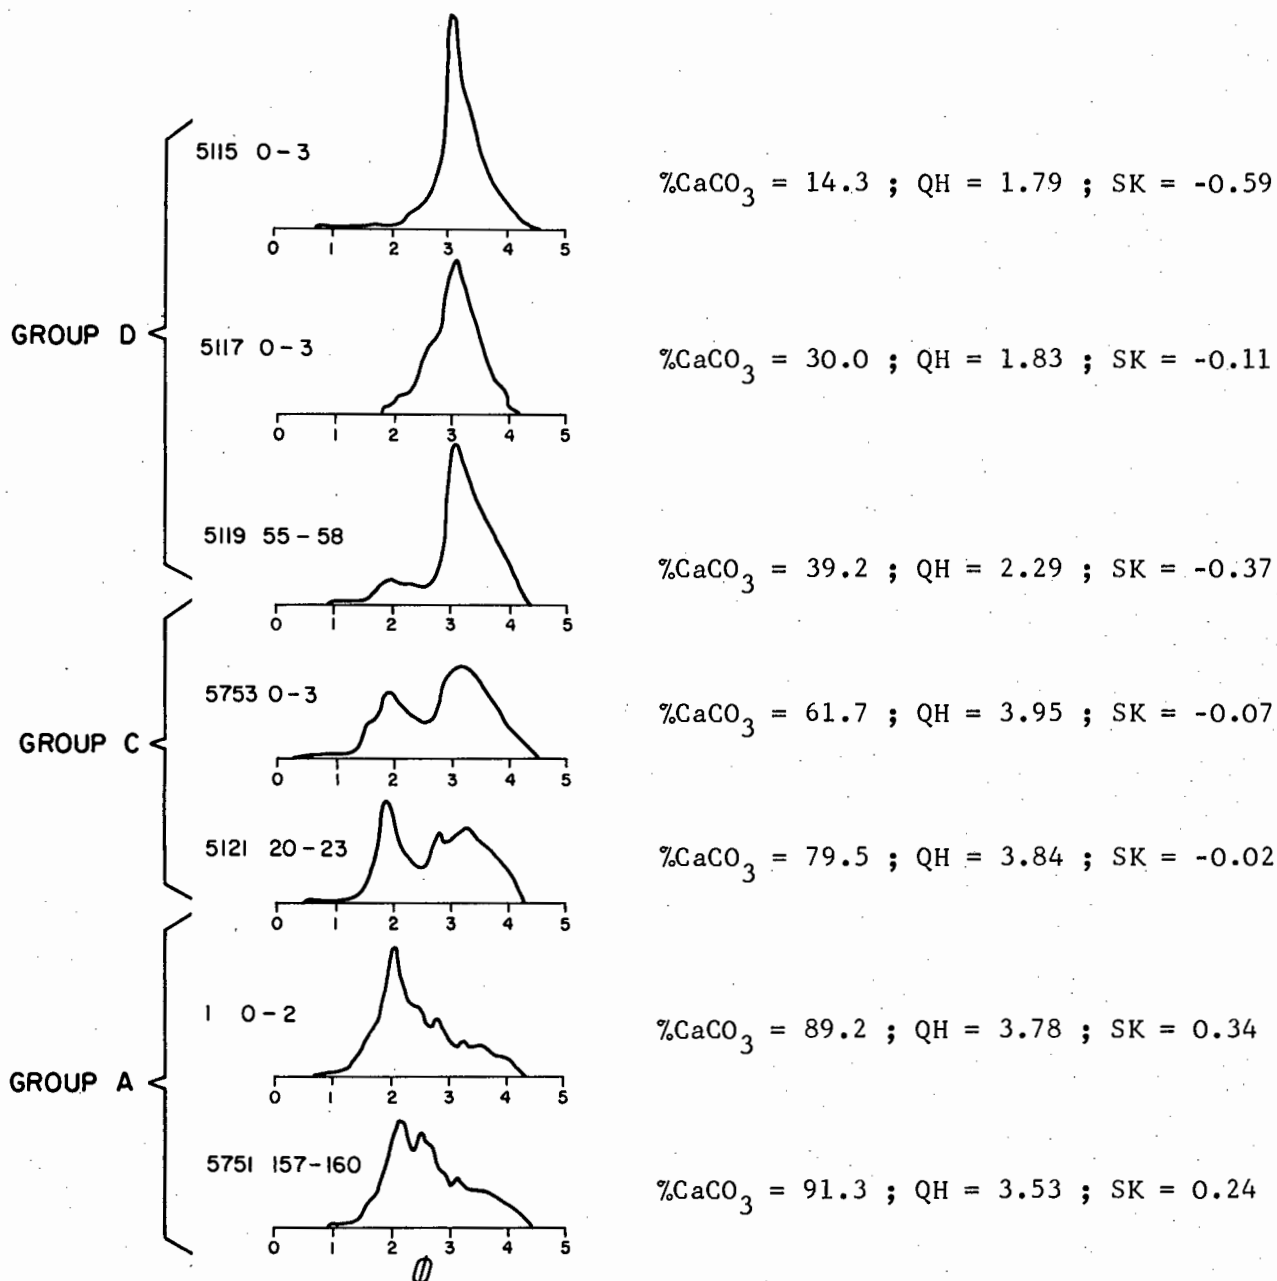 5115 0-3
%CaCO3 = 14.3 ; QH = 1.79 ; SK = -0.59
0 1 2 3 4 5
GROUP D
5117 0-3
%CaCO3 = 30.0 ; QH = 1.83 ; SK = -0.11
0 1 2 3 4 5
5119 55-58
%CaCO3 = 39.2 ; QH = 2.29 ; SK = -0.37
0 1 2 3 4 5
5753 0-3
%CaCO3 = 61.7 ; QH = 3.95 ; SK = -0.07
GROUP C
0 1 2 3 4 5
5121 20-23
%CaCO3 = 79.5 ; QH = 3.84 ; SK = -0.02
0 1 2 3 4 5
1 0-2
%CaCO3 = 89.2 ; QH = 3.78 ; SK = 0.34
GROUP A
0 1 2 3 4 5
5751 157-160
%CaCO3 = 91.3 ; QH = 3.53 ; SK = 0.24
0 1 2 3 4 5
Ø